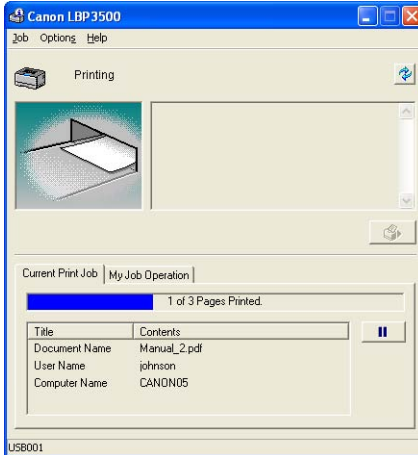 Canon LBP3500
Job Options Help
Printing
Current Print Job My Job Operation
1 of 3 Pages Printed.
Title Contents
Document Name Manual_2.pdf
User Name johnson
Computer Name CANON05
USB001